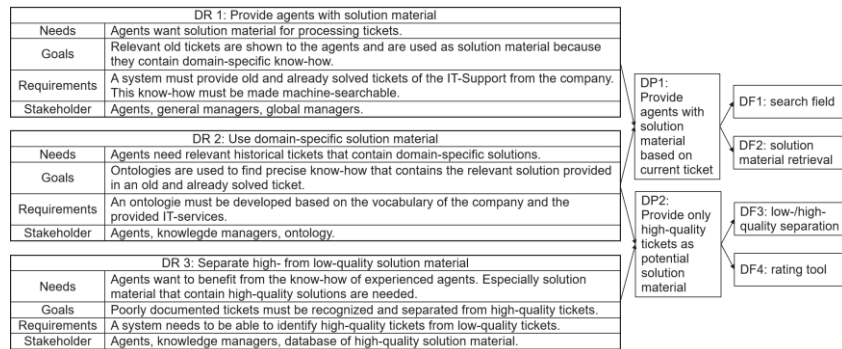 DR 1: Provide agents with solution material
Needs Agents want solution material for processing tickets.
Goals Relevant old tickets are shown to the agents and are used as solution material because
they contain domain-specific know-how.
Requirements A system must provide old and already solved tickets of the IT-Support from the company.
This know-how must be made machine-searchable.
Stakeholder Agents, general managers, global managers.
DR 2: Use domain-specific solution material
Needs Agents need relevant historical tickets that contain domain-specific solutions.
Goals Ontologies are used to find precise know-how that contains the relevant solution provided
in an old and already solved ticket.
Requirements An ontologie must be developed based on the vocabulary of the company and the
provided IT-services.
Stakeholder Agents, knowlegde managers, ontology.
DR 3: Separate high- from low-quality solution material
Needs Agents want to benefit from the know-how of experienced agents. Especially solution
material that contain high-quality solutions are needed.
Goals Poorly documented tickets must be recognized and separated from high-quality tickets.
Requirements A system needs to be able to identify high-quality tickets from low-quality tickets.
Stakeholder Agents, knowledge managers, database of high-quality solution material.
DP1:
Provide
agents with
solution
material
based on
current ticket
DP2:
Provide only
high-quality
tickets as
potential
solution
material
DF1: search field
DF2: solution
material retrieval
DF3: low-/high-
quality separation
DF4: rating tool